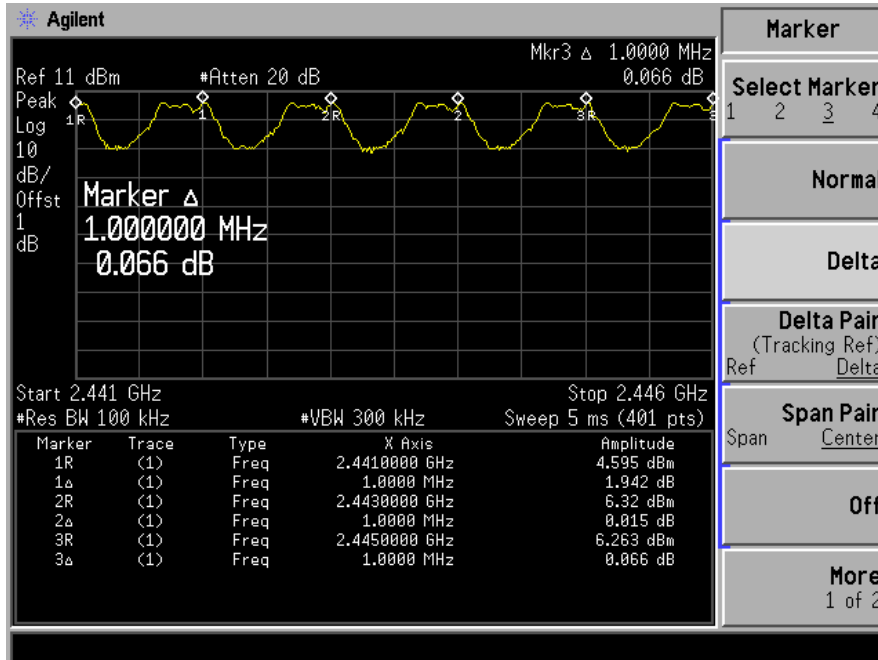 Agilent
Marker
Mkr3 Δ 1.0000 MHz
Ref 11 dBm #Atten 20 dB 0.066 dB
Select Marker
1 2 3 4
Peak
Log
10
dB/
Offst
1
dB
1R 1 2R 2 3R 3
Marker Δ
1.000000 MHz
0.066 dB
Normal
Delta
Delta Pair
(Tracking Ref)
Ref Delta
Start 2.441 GHz Stop 2.446 GHz
#Res BW 100 kHz #VBW 300 kHz Sweep 5 ms (401 pts)
Span Pair
Span Center
Marker Trace Type X Axis Amplitude
1R (1) Freq 2.4410000 GHz 4.595 dBm
1Δ (1) Freq 1.0000 MHz 1.942 dB
2R (1) Freq 2.4430000 GHz 6.32 dBm
2Δ (1) Freq 1.0000 MHz 0.015 dB
3R (1) Freq 2.4450000 GHz 6.263 dBm
3Δ (1) Freq 1.0000 MHz 0.066 dB
Off
More
1 of 2